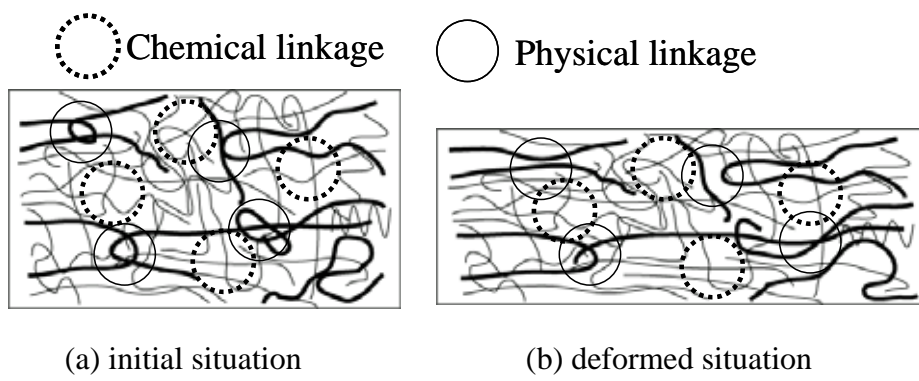 Chemical linkage Physical linkage
(a) initial situation (b) deformed situation